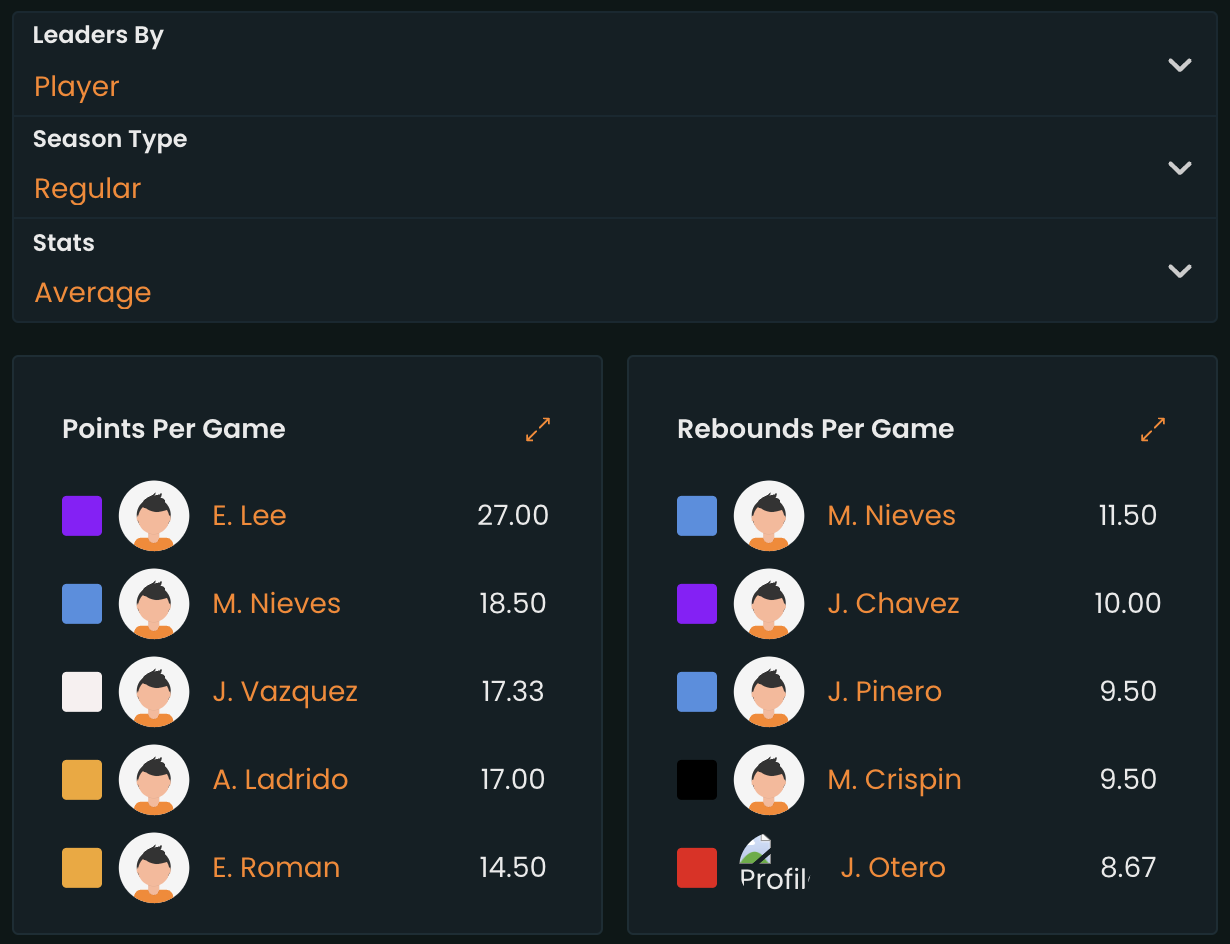 Leaders By
Player
Season Type
Regular
Stats
Average
Points Per Game
E. Lee 27.00
M. Nieves 18.50
J. Vazquez 17.33
A. Ladrido 17.00
E. Roman 14.50
Rebounds Per Game
M. Nieves 11.50
J. Chavez 10.00
J. Pinero 9.50
M. Crispin 9.50
Profil J. Otero 8.67